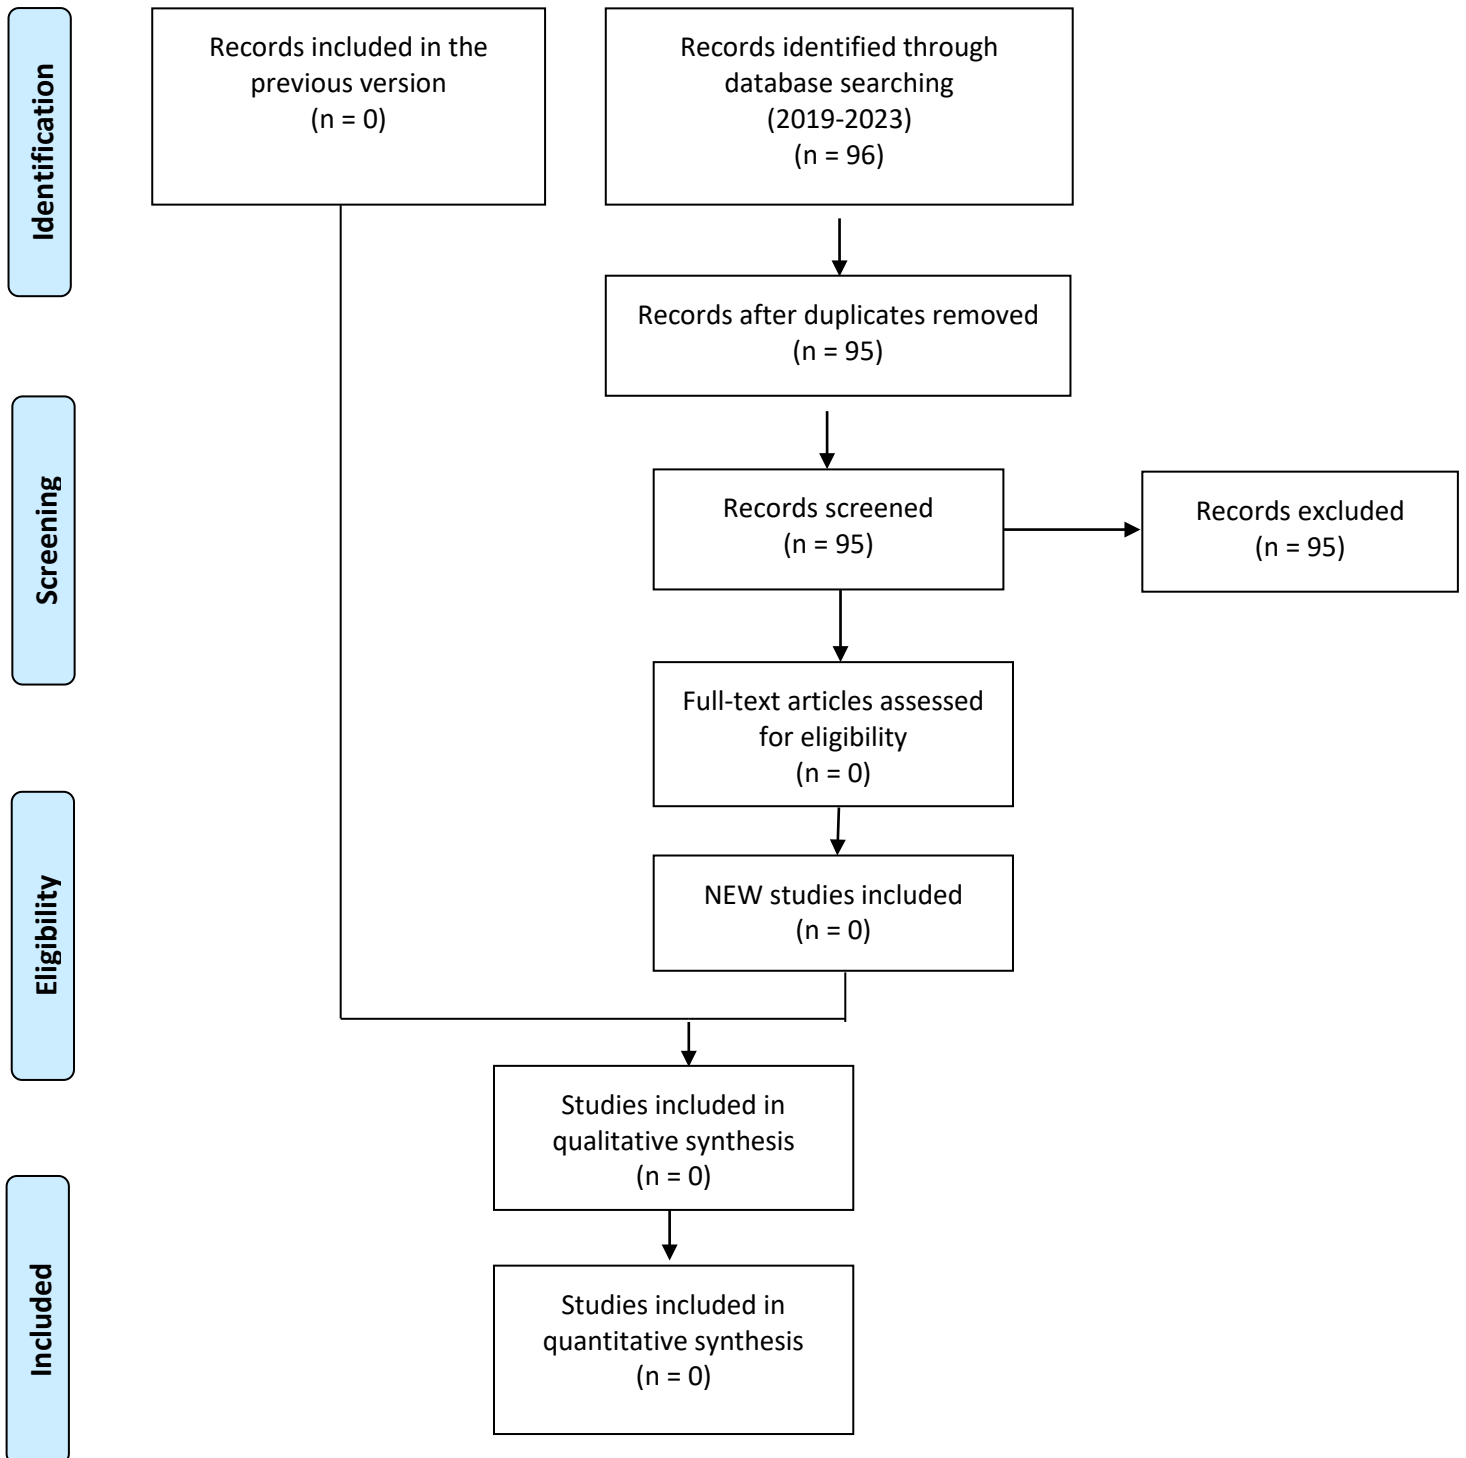 Identification
Records included in the
previous version
(n = 0)
Records identified through
database searching
(2019-2023)
(n = 96)
Records after duplicates removed
(n = 95)
Screening
Records screened
(n = 95)
Records excluded
(n = 95)
Full-text articles assessed
for eligibility
(n = 0)
Eligibility
NEW studies included
(n = 0)
Studies included in
qualitative synthesis
(n = 0)
Included
Studies included in
quantitative synthesis
(n = 0)